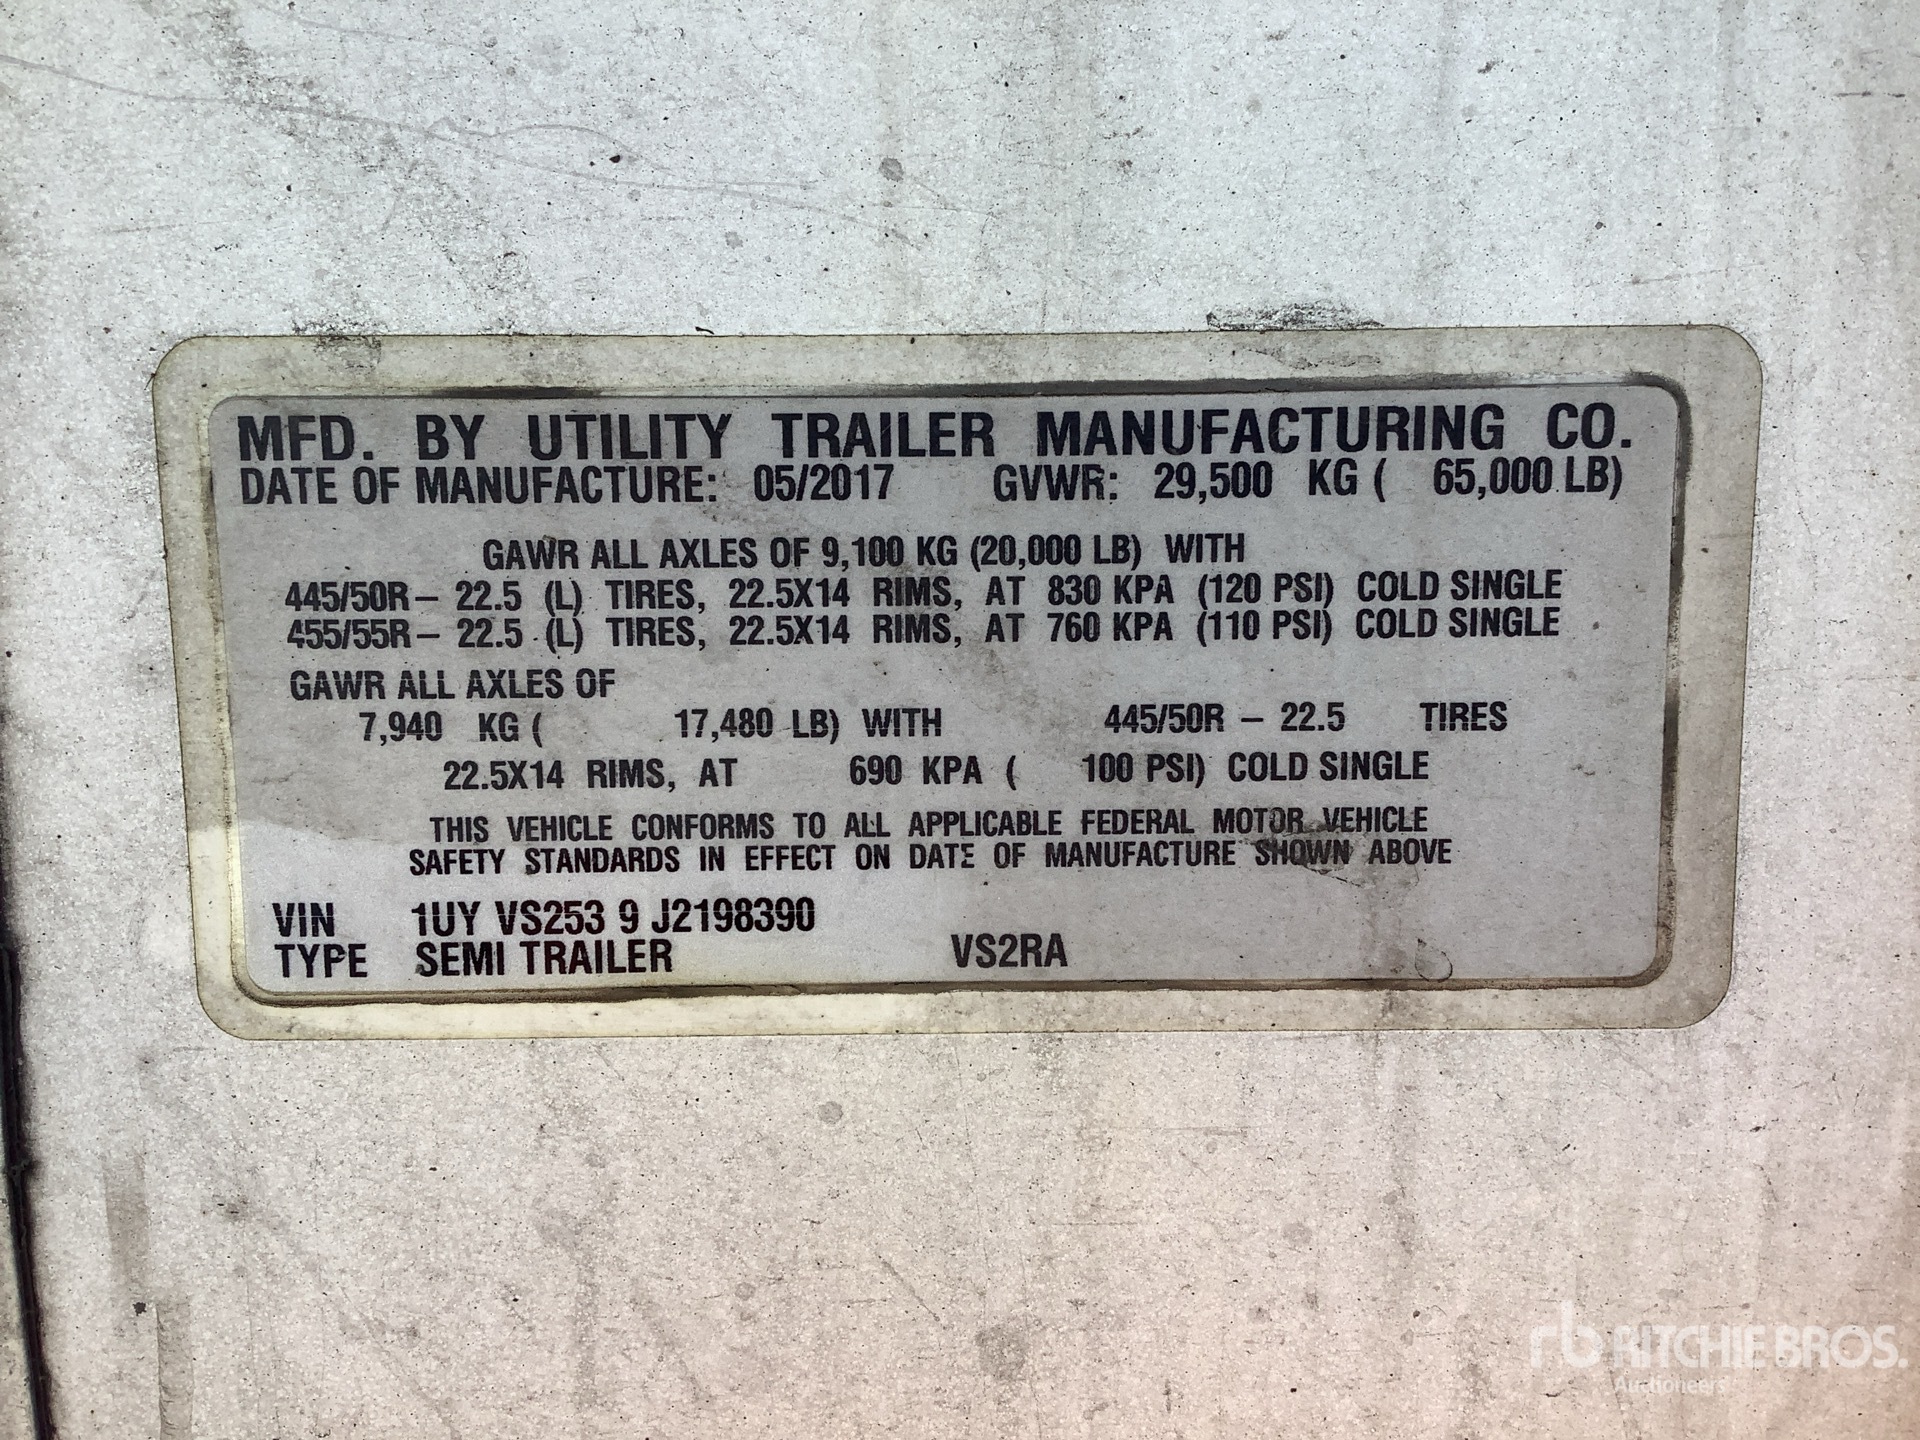 MFD. BY UTILITY TRAILER MANUFACTURING CO.
DATE OF MANUFACTURE: 05/2017 GVWR: 29,500 KG ( 65,000 LB)
GAWR ALL AXLES OF 9,100 KG (20,000 LB) WITH
445/50R – 22.5 (L) TIRES, 22.5X14 RIMS, AT 830 KPA (120 PSI) COLD SINGLE
455/55R – 22.5 (L) TIRES, 22.5X14 RIMS, AT 760 KPA (110 PSI) COLD SINGLE
GAWR ALL AXLES OF
7,940 KG ( 17,480 LB) WITH 445/50R – 22.5 TIRES
22.5X14 RIMS, AT 690 KPA ( 100 PSI) COLD SINGLE
THIS VEHICLE CONFORMS TO ALL APPLICABLE FEDERAL MOTOR VEHICLE
SAFETY STANDARDS IN EFFECT ON DATE OF MANUFACTURE SHOWN ABOVE
VIN 1UY VS253 9 J2198390
TYPE SEMI TRAILER VS2RA
rb RITCHIE BROS.
Auctioneers